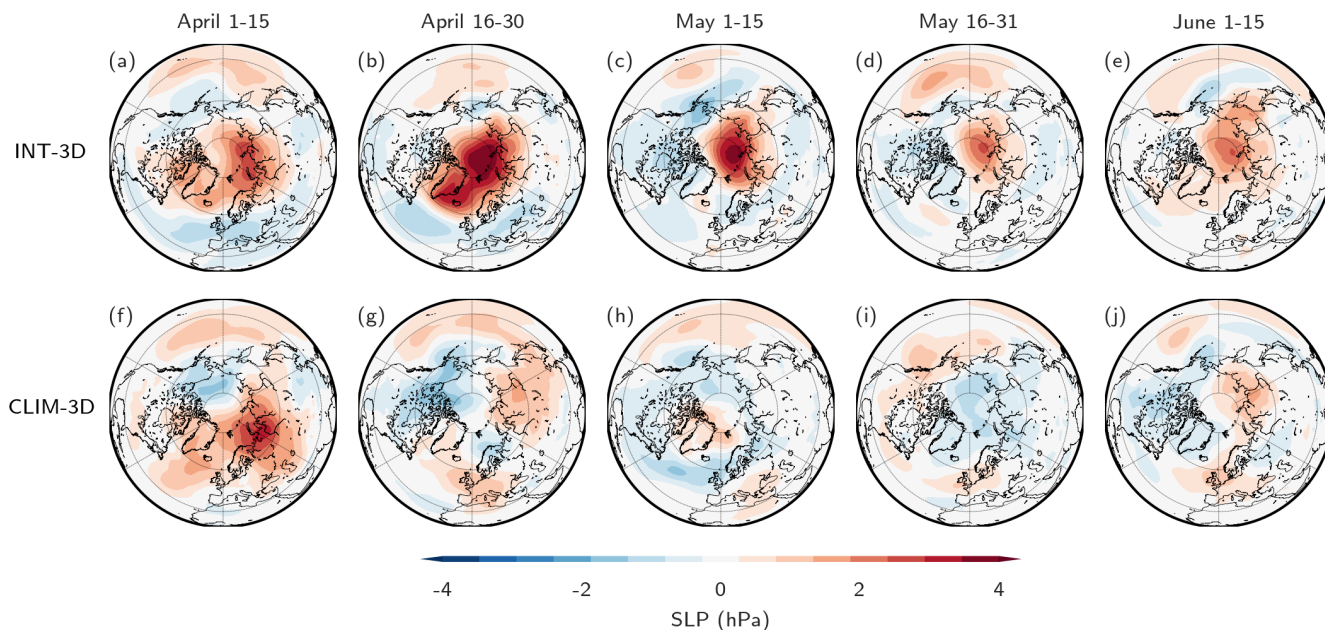 April 1-15 April 16-30 May 1-15 May 16-31 June 1-15
(a) (b) (c) (d) (e)
INT-3D
(f) (g) (h) (i) (j)
CLIM-3D
-4 -2 0 2 4
SLP (hPa)